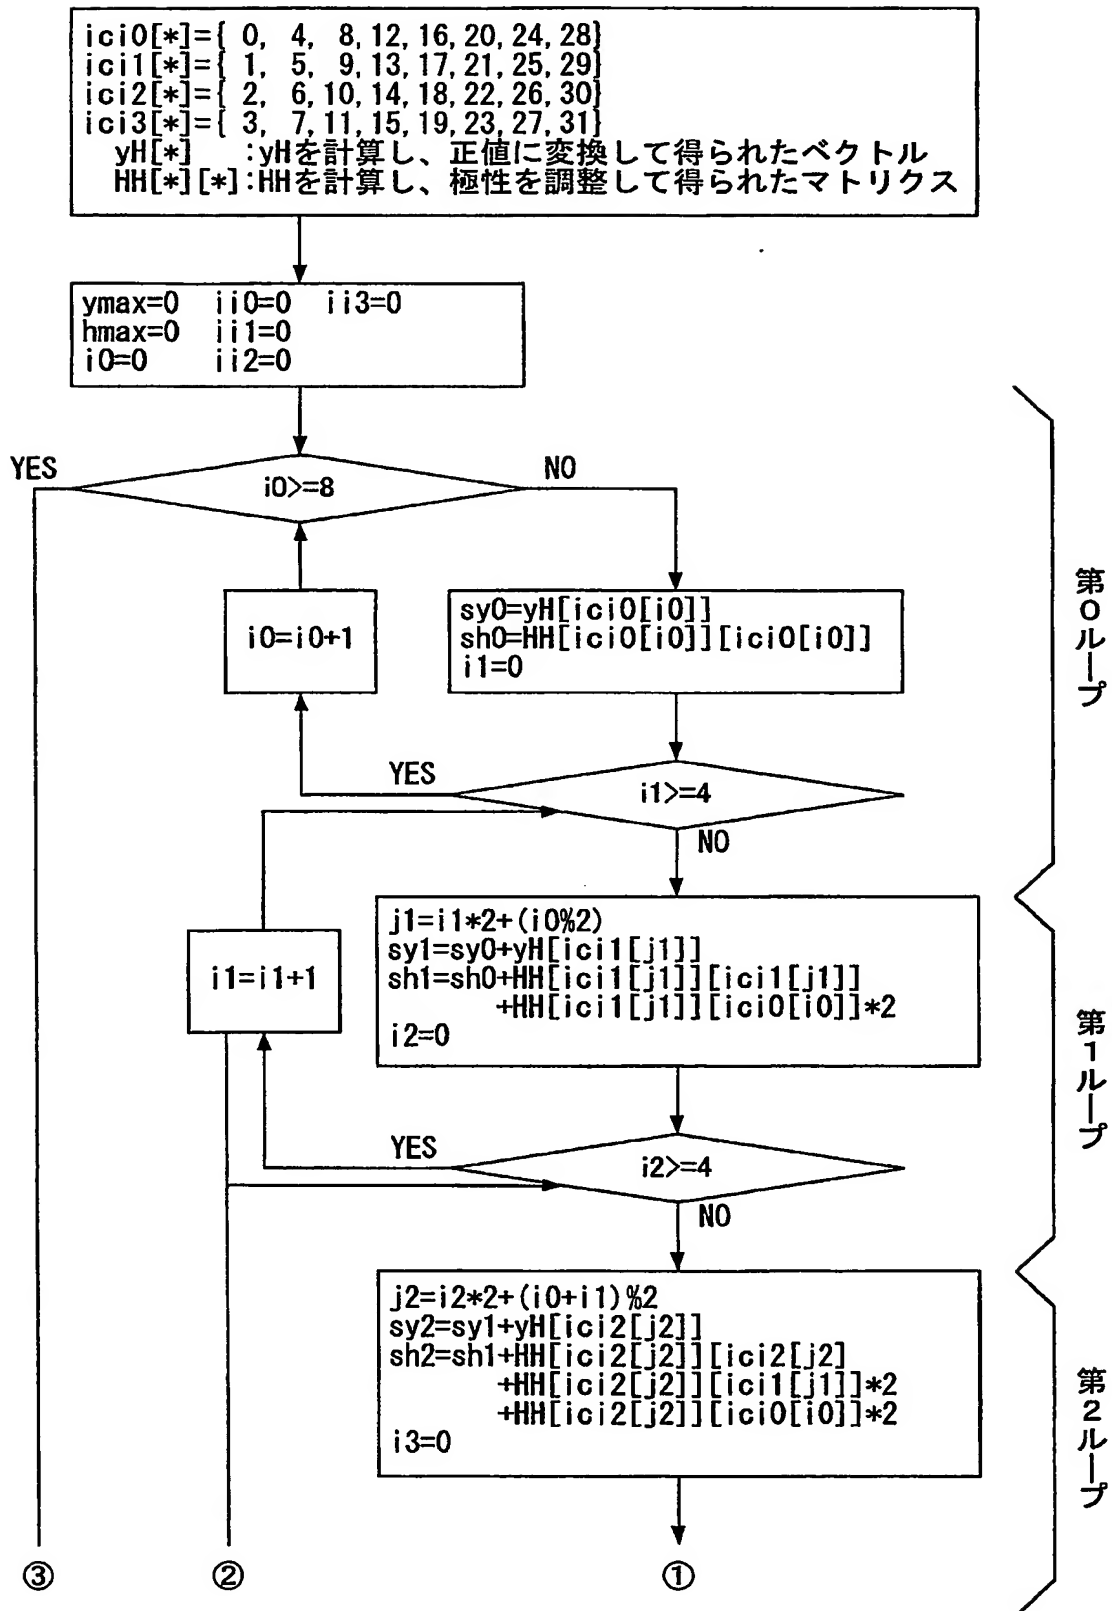 ici0[*]={ 0, 4, 8,12,16,20,24,28}
ici1[*]={ 1, 5, 9,13,17,21,25,29}
ici2[*]={ 2, 6,10,14,18,22,26,30}
ici3[*]={ 3, 7,11,15,19,23,27,31}
yH[*] :yHを計算し、正値に変換して得られたベクトル
HH[*][*]:HHを計算し、極性を調整して得られたマトリクス
ymax=0 ii0=0 ii3=0
hmax=0 ii1=0
i0=0 ii2=0
YES
i0>=8
NO
第0ループ
i0=i0+1
sy0=yH[ici0[i0]]
sh0=HH[ici0[i0]][ici0[i0]]
i1=0
YES
i1>=4
NO
第1ループ
i1=i1+1
j1=i1*2+(i0%2)
sy1=sy0+yH[ici1[j1]]
sh1=sh0+HH[ici1[j1]][ici1[j1]]
+HH[ici1[j1]][ici0[i0]]*2
i2=0
YES
i2>=4
NO
第2ループ
j2=i2*2+(i0+i1)%2
sy2=sy1+yH[ici2[j2]]
sh2=sh1+HH[ici2[j2]][ici2[j2]
+HH[ici2[j2]][ici1[j1]]*2
+HH[ici2[j2]][ici0[i0]]*2
i3=0
③
②
①